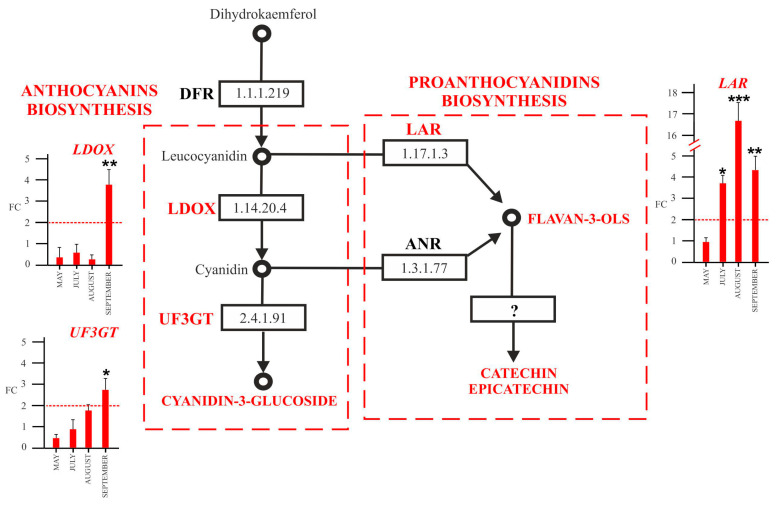 Dihydrokaemferol
DFR
1.1.1.219
ANTHOCYANINS
BIOSYNTHESIS
PROANTHOCYANIDINS
BIOSYNTHESIS
LDOX
5
4
3
2
1
0
FC
**
MAY
JULY
AUGUST
SEPTEMBER
Leucocyanidin
LAR
1.17.1.3
LDOX
1.14.20.4
FLAVAN-3-OLS
Cyanidin
ANR
1.3.1.77
UF3GT
2.4.1.91
?
CYANIDIN-3-GLUCOSIDE
CATECHIN
EPICATECHIN
UF3GT
5
4
3
2
1
0
FC
*
MAY
JULY
AUGUST
SEPTEMBER
LAR
18
17
16
5
4
3
2
1
0
FC
*
***
**
MAY
JULY
AUGUST
SEPTEMBER